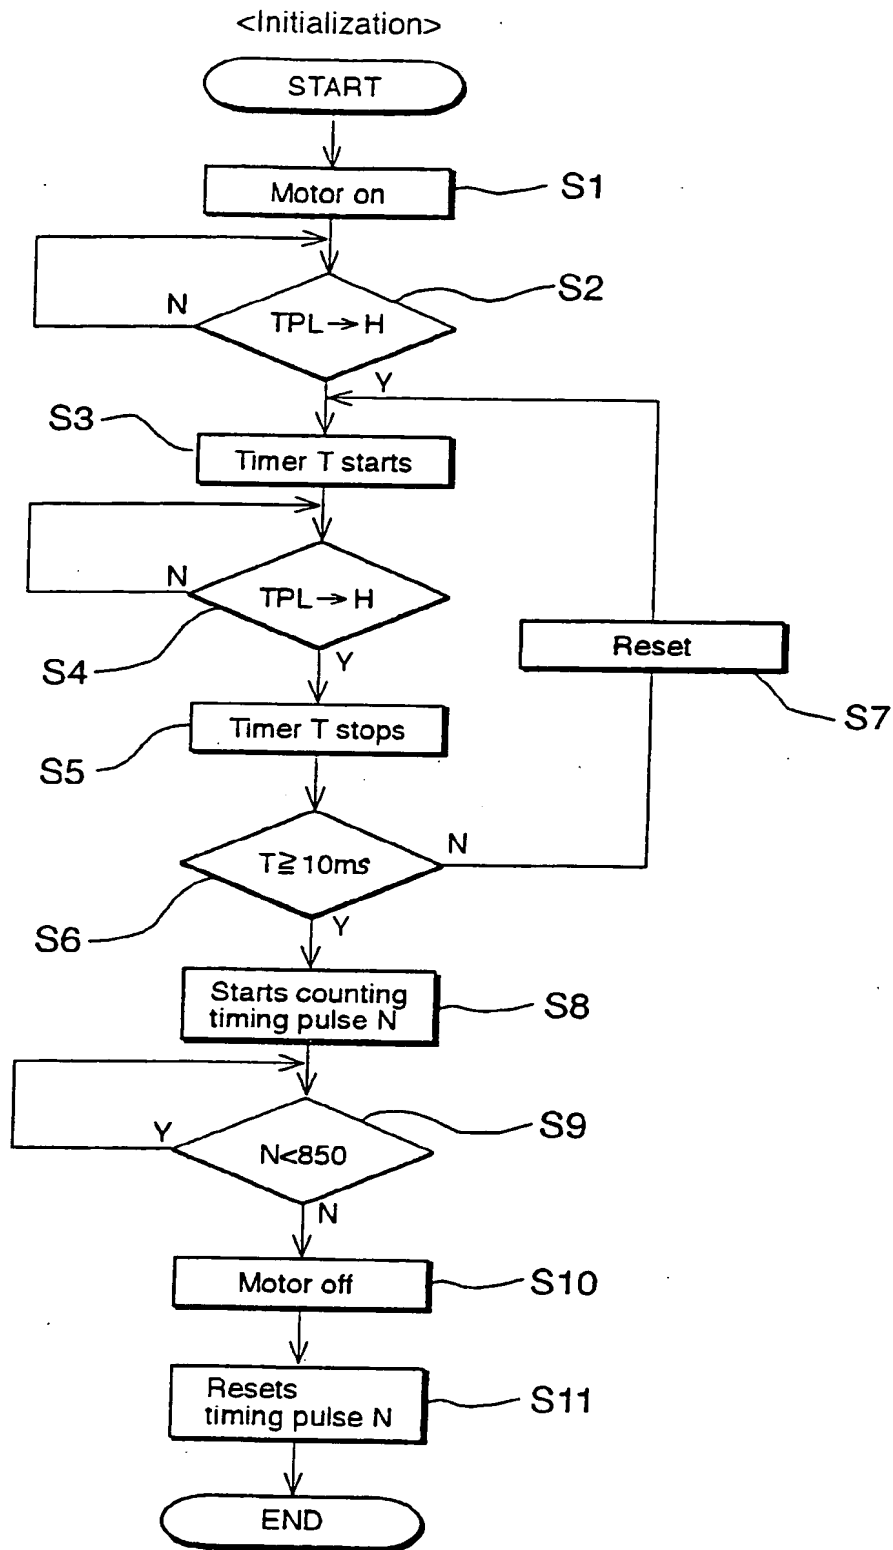 <Initialization>
START
Motor on
S1
S2
N
TPL→H
Y
S3
Timer T starts
N
TPL→H
S4
Y
Reset
S7
Timer T stops
S5
T≧10ms
N
S6
Y
Starts counting
timing pulse N
S8
S9
Y
N<850
N
Motor off
S10
Resets
timing pulse N
S11
END